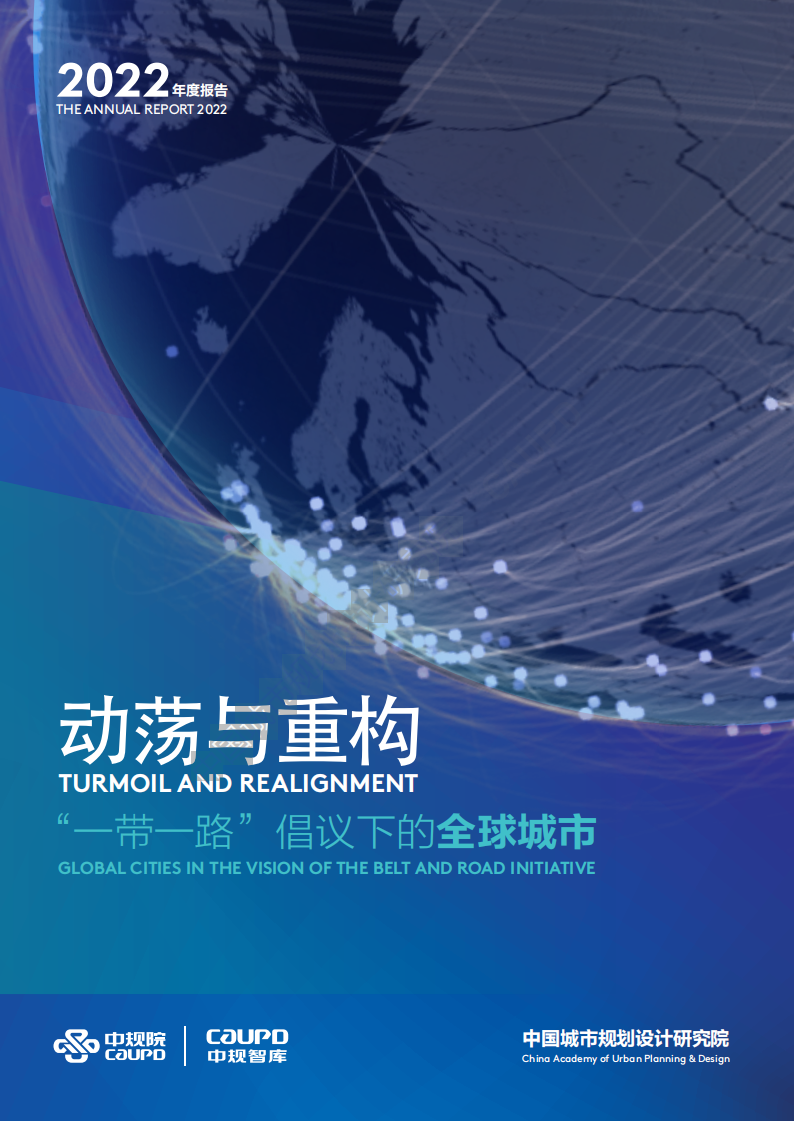 2022年度报告
THE ANNUAL REPORT 2022
动荡与重构
TURMOIL AND REALIGNMENT
“一带一路”倡议下的全球城市
GLOBAL CITIES IN THE VISION OF THE BELT AND ROAD INITIATIVE
中规院
CAUPD
CAUPD
中规智库
中国城市规划设计研究院
China Academy of Urban Planning & Design